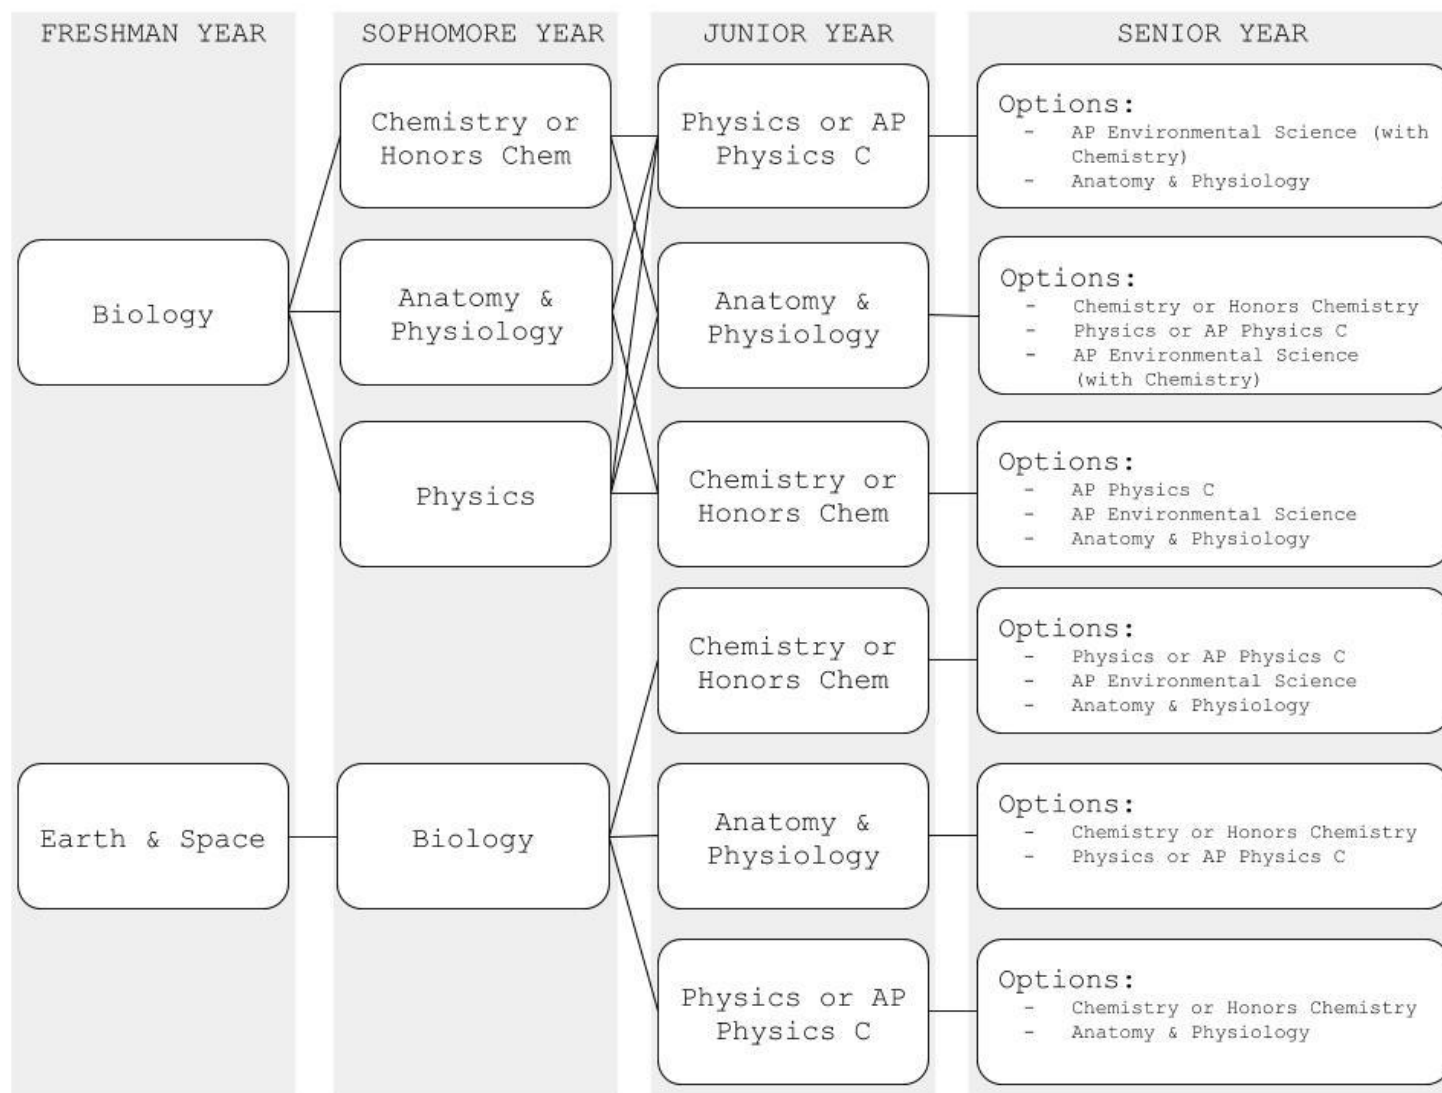 FRESHMAN YEAR
SOPHOMORE YEAR
JUNIOR YEAR
SENIOR YEAR
Biology
Chemistry or
Honors Chem
Anatomy &
Physiology
Physics
Physics or AP
Physics C
Anatomy &
Physiology
Chemistry or
Honors Chem
Options:
- AP Environmental Science (with
Chemistry)
- Anatomy & Physiology
Options:
- Chemistry or Honors Chemistry
- Physics or AP Physics C
- AP Environmental Science
(with Chemistry)
Options:
- AP Physics C
- AP Environmental Science
- Anatomy & Physiology
Earth & Space
Biology
Chemistry or
Honors Chem
Anatomy &
Physiology
Physics or AP
Physics C
Options:
- Physics or AP Physics C
- AP Environmental Science
- Anatomy & Physiology
Options:
- Chemistry or Honors Chemistry
- Physics or AP Physics C
Options:
- Chemistry or Honors Chemistry
- Anatomy & Physiology